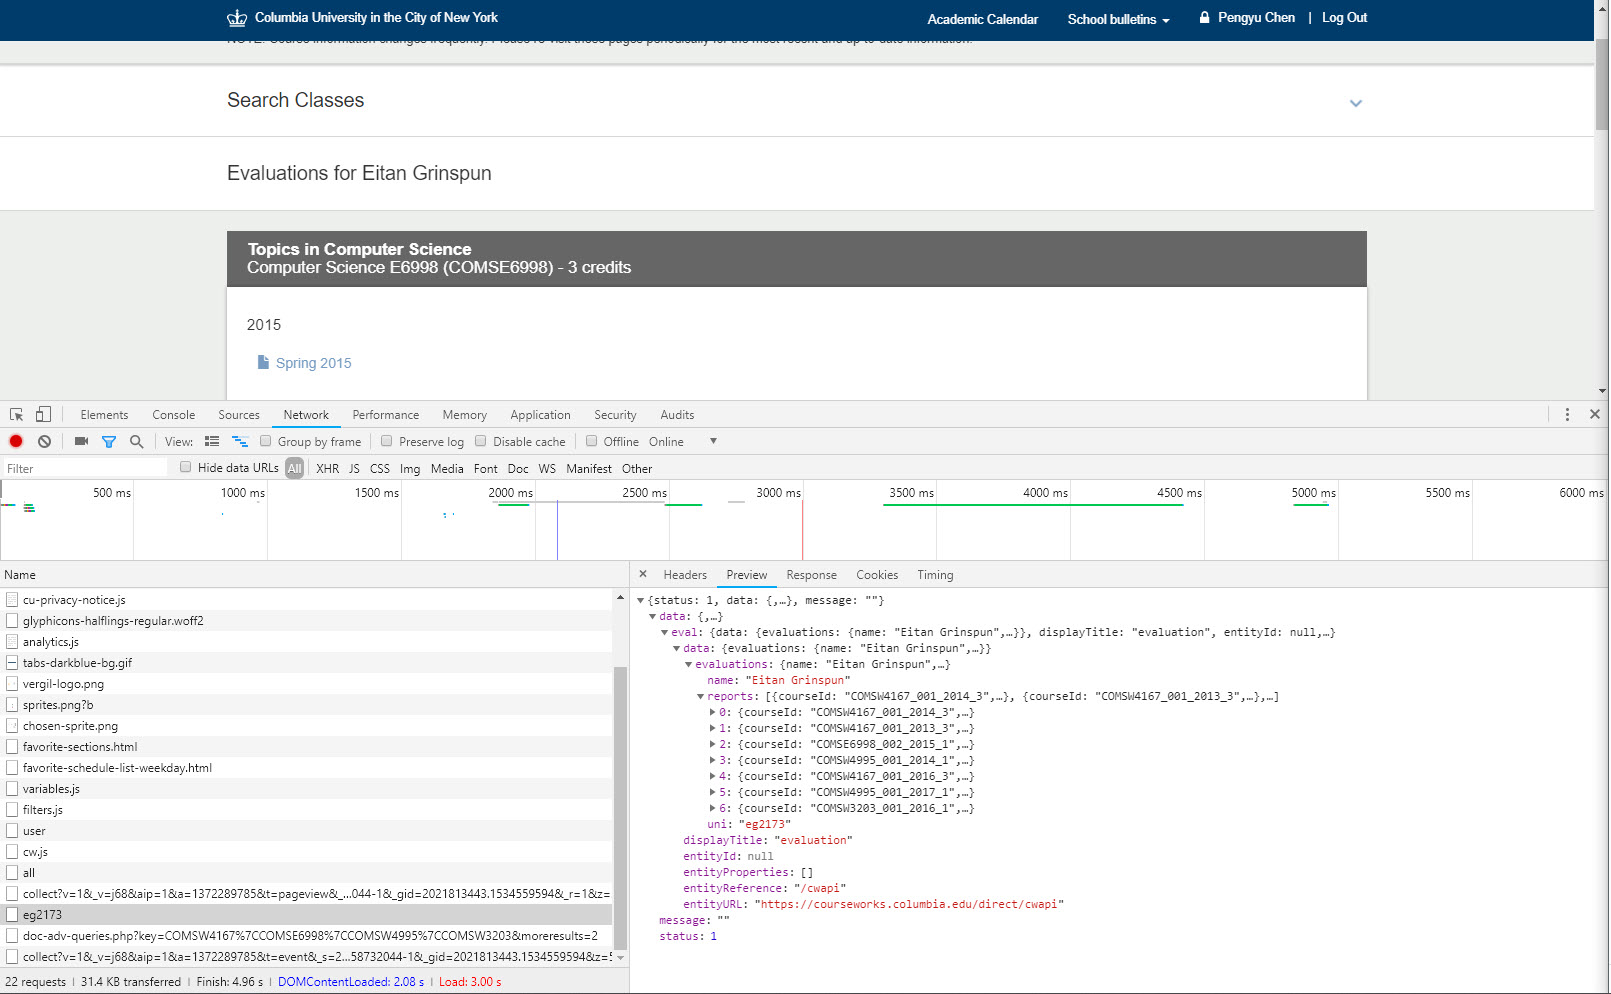 Columbia University in the City of New York
Academic Calendar School bulletins Pengyu Chen | Log Out
Search Classes
Evaluations for Eitan Grinspun
Topics in Computer Science
Computer Science E6998 (COMSE6998) - 3 credits
2015
Spring 2015
Elements Console Sources Network Performance Memory Application Security Audits
View: Group by frame Preserve log Disable cache Offline Online
Filter Hide data URLs All XHR JS CSS Img Media Font Doc WS Manifest Other
500 ms 1000 ms 1500 ms 2000 ms 2500 ms 3000 ms 3500 ms 4000 ms 4500 ms 5000 ms 5500 ms 6000 ms
Name
cu-privacy-notice.js
glyphicons-halflings-regular.woff2
analytics.js
tabs-darkblue-bg.gif
vergil-logo.png
sprites.png?b
chosen-sprite.png
favorite-sections.html
favorite-schedule-list-weekday.html
variables.js
filters.js
user
cw.js
all
collect?v=1&_v=j68&aip=1&a=1372289785&t=pageview&_...044-1&_gid=2021813443.1534559594&_r=1&z=
eg2173
doc-adv-queries.php?key=COMSW4167%7CCOMSE6998%7CCOMSW4995%7CCOMSW3203&moreresults=2
collect?v=1&_v=j68&aip=1&a=1372289785&t=event&_s=2...58732044-1&_gid=2021813443.1534559594&z=5
22 requests | 31.4 KB transferred | Finish: 4.96 s | DOMContentLoaded: 2.08 s | Load: 3.00 s
× Headers Preview Response Cookies Timing
{status: 1, data: {,…}, message: ""}
data: {,…}
eval: {data: {evaluations: {name: "Eitan Grinspun",…}}, displayTitle: "evaluation", entityId: null,…}
data: {evaluations: {name: "Eitan Grinspun",…}}
evaluations: {name: "Eitan Grinspun",…}
name: "Eitan Grinspun"
reports: [{courseId: "COMSW4167_001_2014_3",…}, {courseId: "COMSW4167_001_2013_3",…},…]
0: {courseId: "COMSW4167_001_2014_3",…}
1: {courseId: "COMSW4167_001_2013_3",…}
2: {courseId: "COMSE6998_002_2015_1",…}
3: {courseId: "COMSW4995_001_2014_1",…}
4: {courseId: "COMSW4167_001_2016_3",…}
5: {courseId: "COMSW4995_001_2017_1",…}
6: {courseId: "COMSW3203_001_2016_1",…}
uni: "eg2173"
displayTitle: "evaluation"
entityId: null
entityProperties: []
entityReference: "/cwapi"
entityURL: "https://courseworks.columbia.edu/direct/cwapi"
message: ""
status: 1